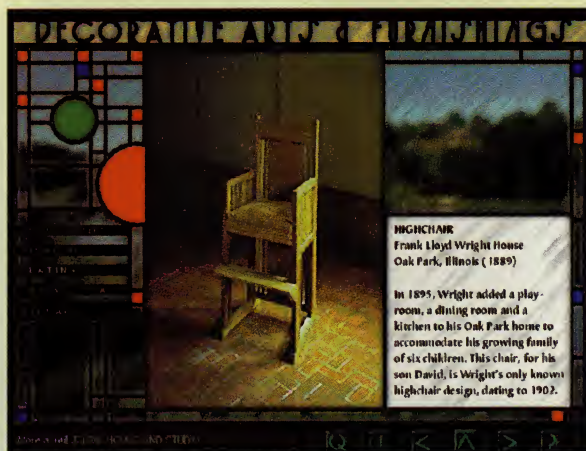 DECORATIVE ARTS & FURNISHINGS
HIGHCHAIR
Frank Lloyd Wright House
Oak Park, Illinois (1889)
In 1895, Wright added a play-
room, a dining room and a
kitchen to his Oak Park home to
accommodate his growing family
of six children. This chair, for his
son David, is Wright's only known
highchair design, dating to 1902.